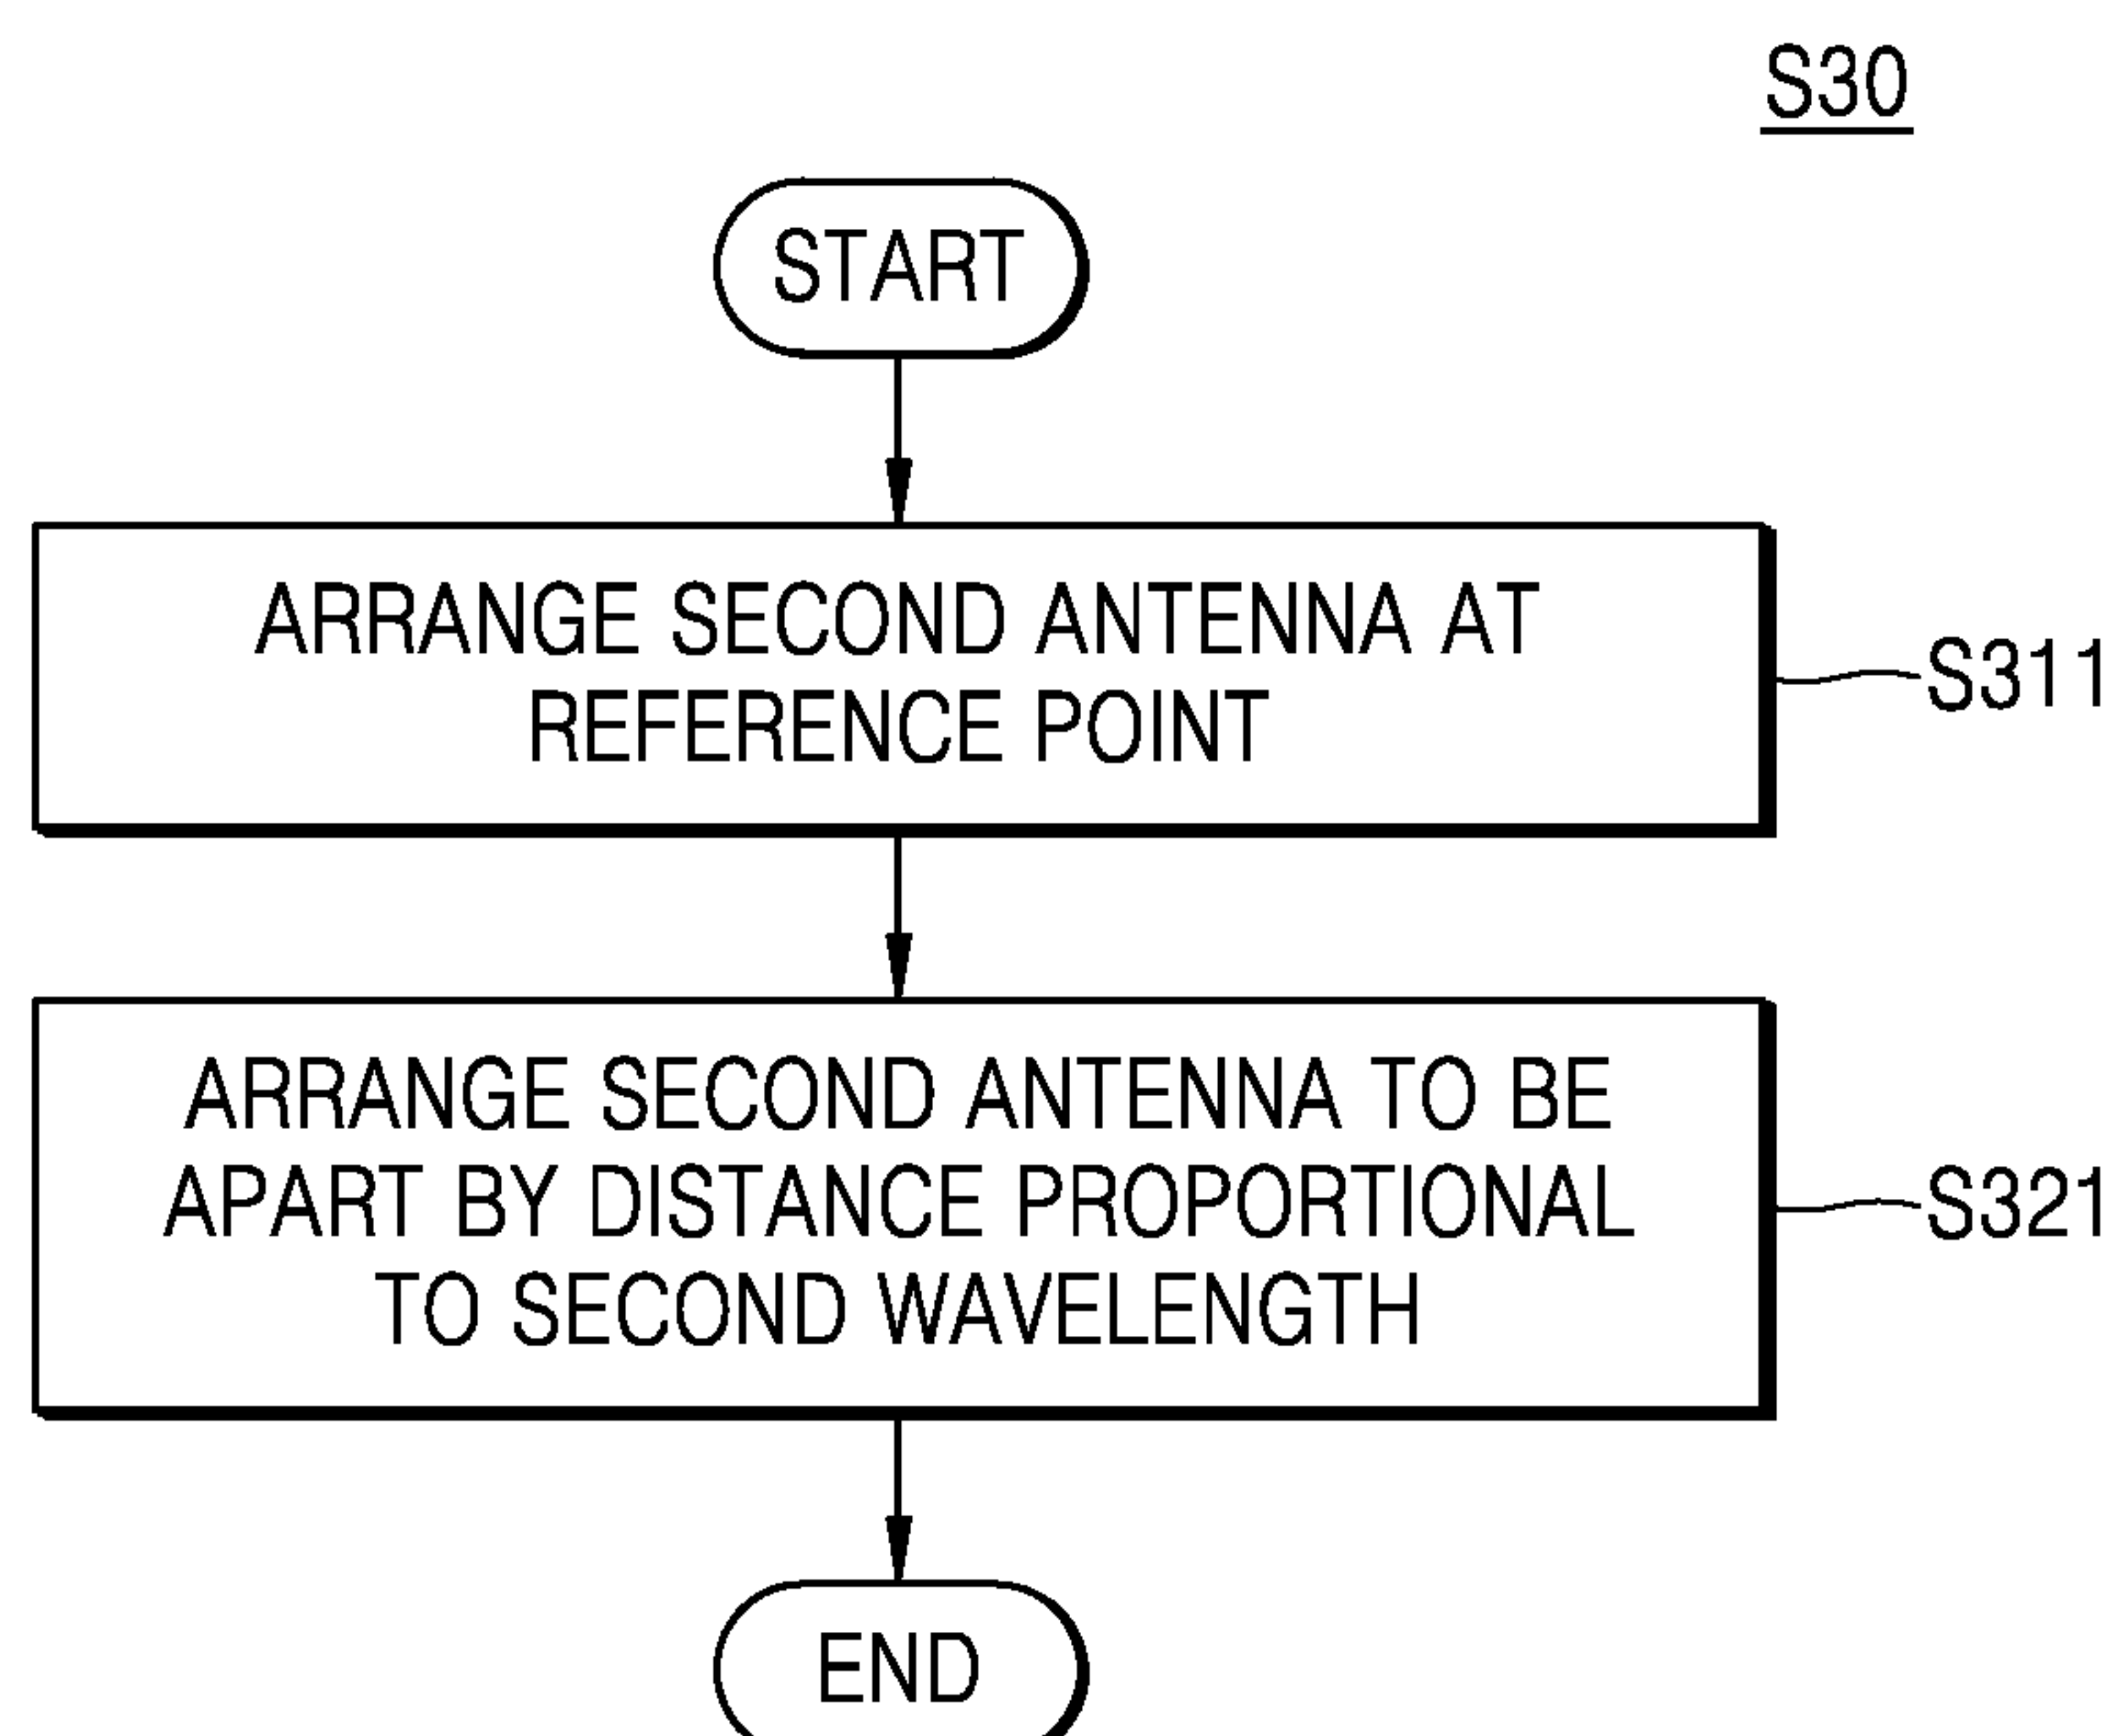 S30
START
ARRANGE SECOND ANTENNA AT
REFERENCE POINT
S311
ARRANGE SECOND ANTENNA TO BE
APART BY DISTANCE PROPORTIONAL
TO SECOND WAVELENGTH
S321
END